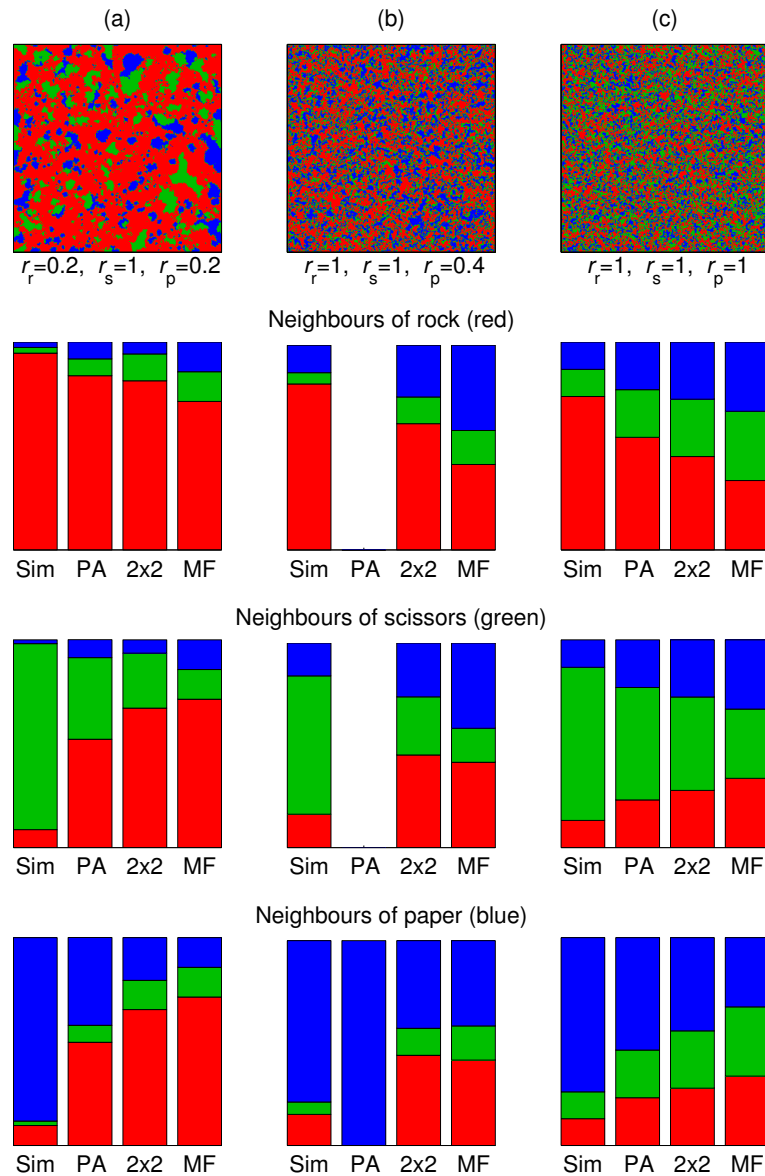 (a) (b) (c)
r_r=0.2, r_s=1, r_p=0.2 r_r=1, r_s=1, r_p=0.4 r_r=1, r_s=1, r_p=1
Neighbours of rock (red)
Sim PA 2x2 MF Sim PA 2x2 MF Sim PA 2x2 MF
Neighbours of scissors (green)
Sim PA 2x2 MF Sim PA 2x2 MF Sim PA 2x2 MF
Neighbours of paper (blue)
Sim PA 2x2 MF Sim PA 2x2 MF Sim PA 2x2 MF